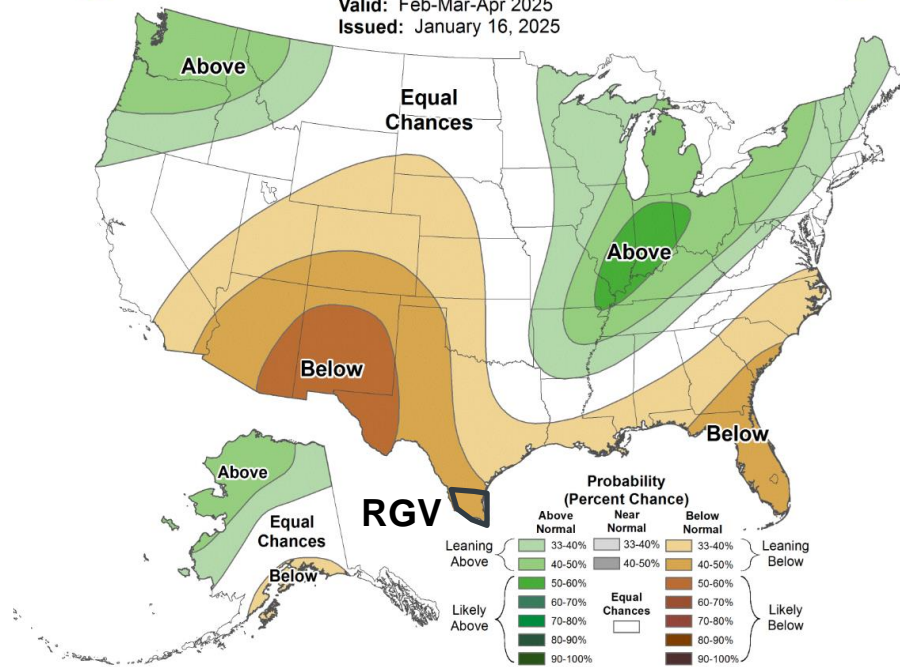 Valid: Feb-Mar-Apr 2025
Issued: January 16, 2025
Above
Equal
Chances
Above
Below
Below
Above
Equal
Chances
Below
RGV
Probability
(Percent Chance)
Above
Normal
Near
Normal
Below
Normal
Leaning
Above
33-40%
33-40%
33-40%
Leaning
Below
40-50%
40-50%
40-50%
Likely
Above
50-60%
50-60%
Likely
Below
60-70%
60-70%
Equal
Chances
70-80%
70-80%
80-90%
80-90%
90-100%
90-100%